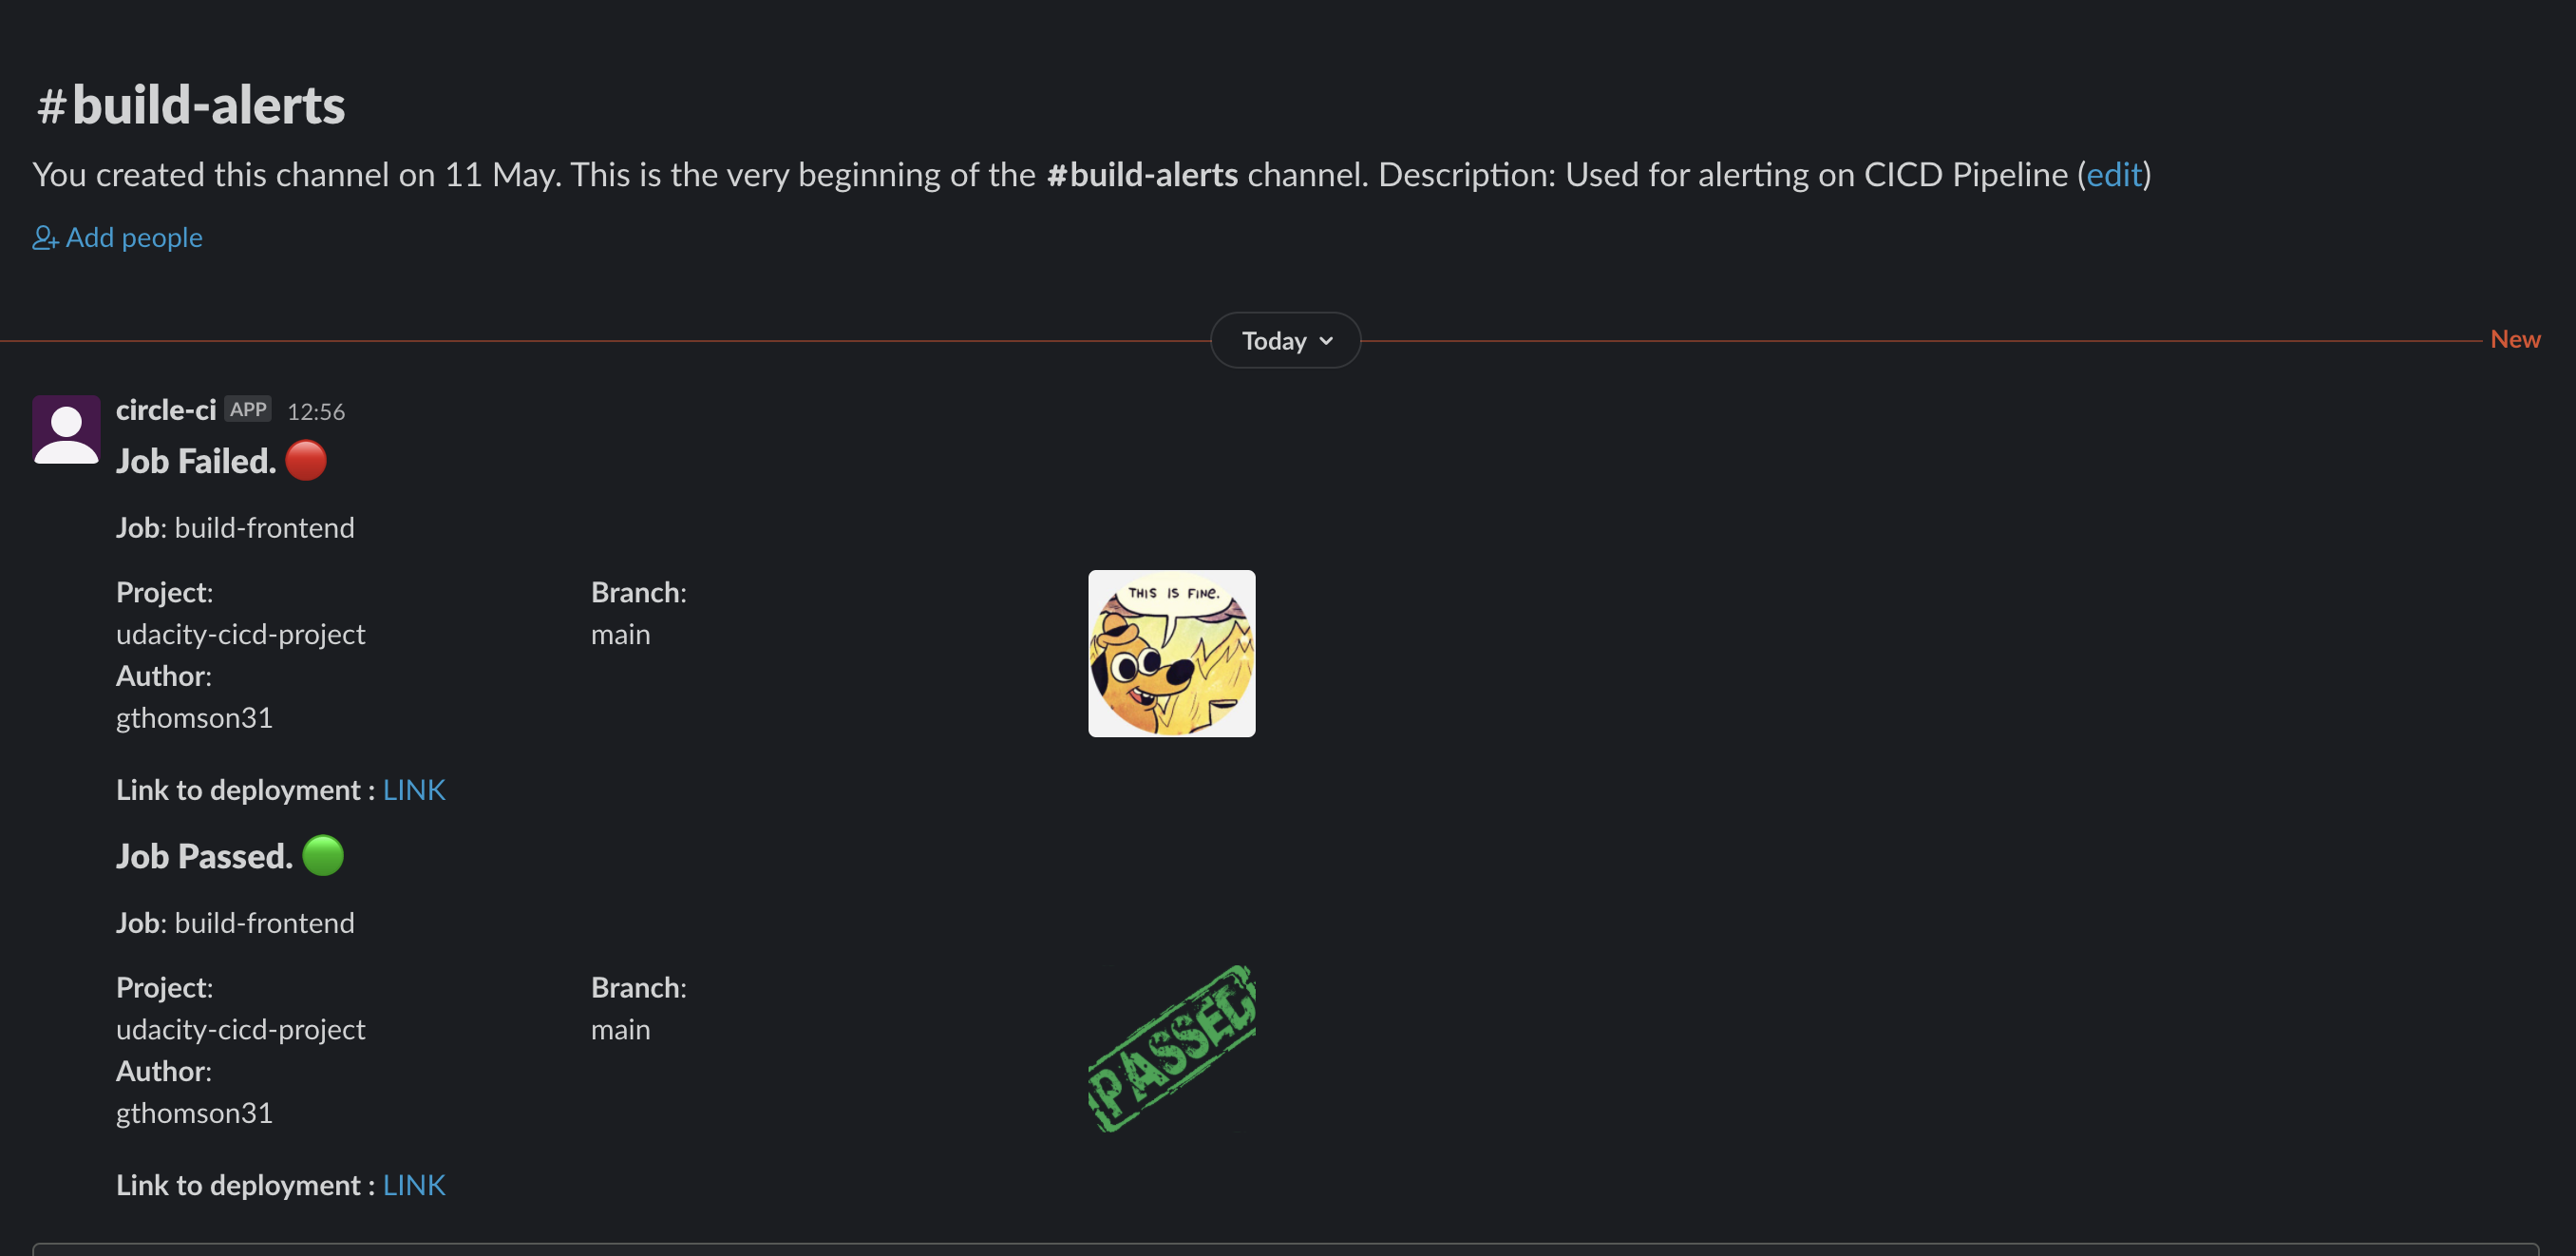 #build-alerts
You created this channel on 11 May. This is the very beginning of the #build-alerts channel. Description: Used for alerting on CICD Pipeline (edit)
Add people
Today
New
circle-ci APP 12:56
Job Failed.
Job: build-frontend
Project:
udacity-cicd-project
Branch:
main
THIS IS FINE.
Author:
gthomson31
Link to deployment : LINK
Job Passed.
Job: build-frontend
Project:
udacity-cicd-project
Branch:
main
PASSED
Author:
gthomson31
Link to deployment : LINK